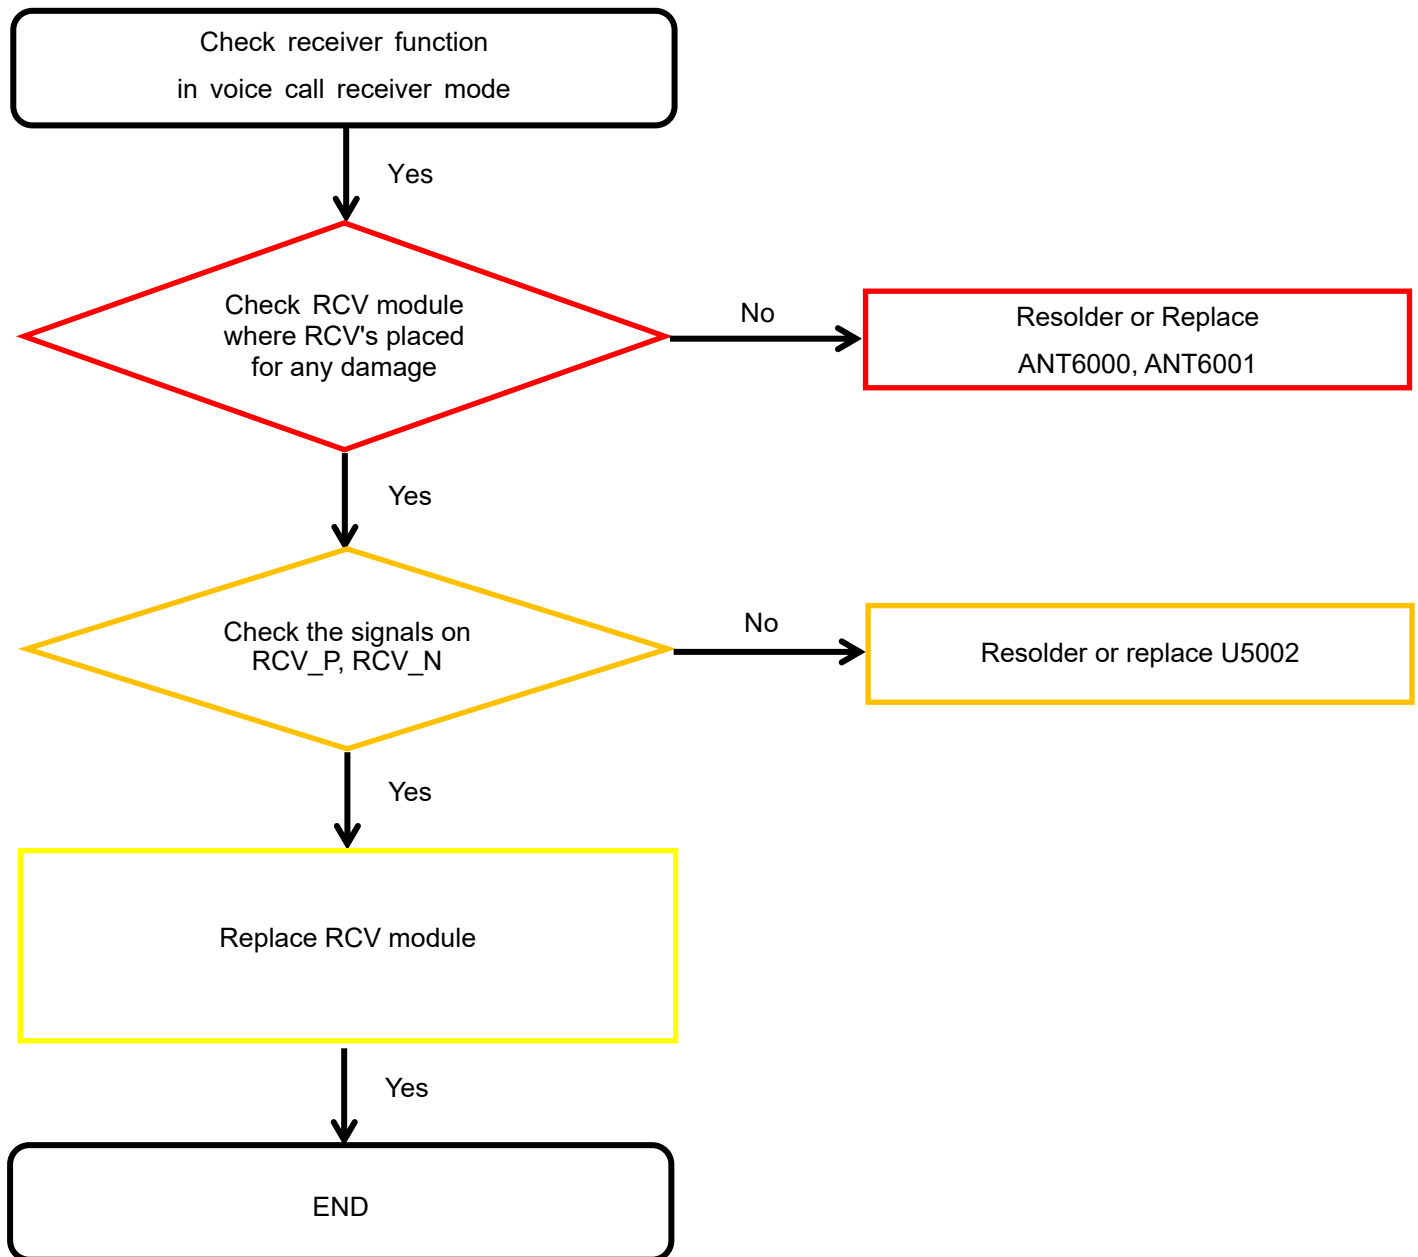 Check receiver function
in voice call receiver mode
Yes
Check RCV module
where RCV's placed
for any damage
No
Resolder or Replace
ANT6000, ANT6001
Yes
Check the signals on
RCV_P, RCV_N
No
Resolder or replace U5002
Yes
Replace RCV module
Yes
END